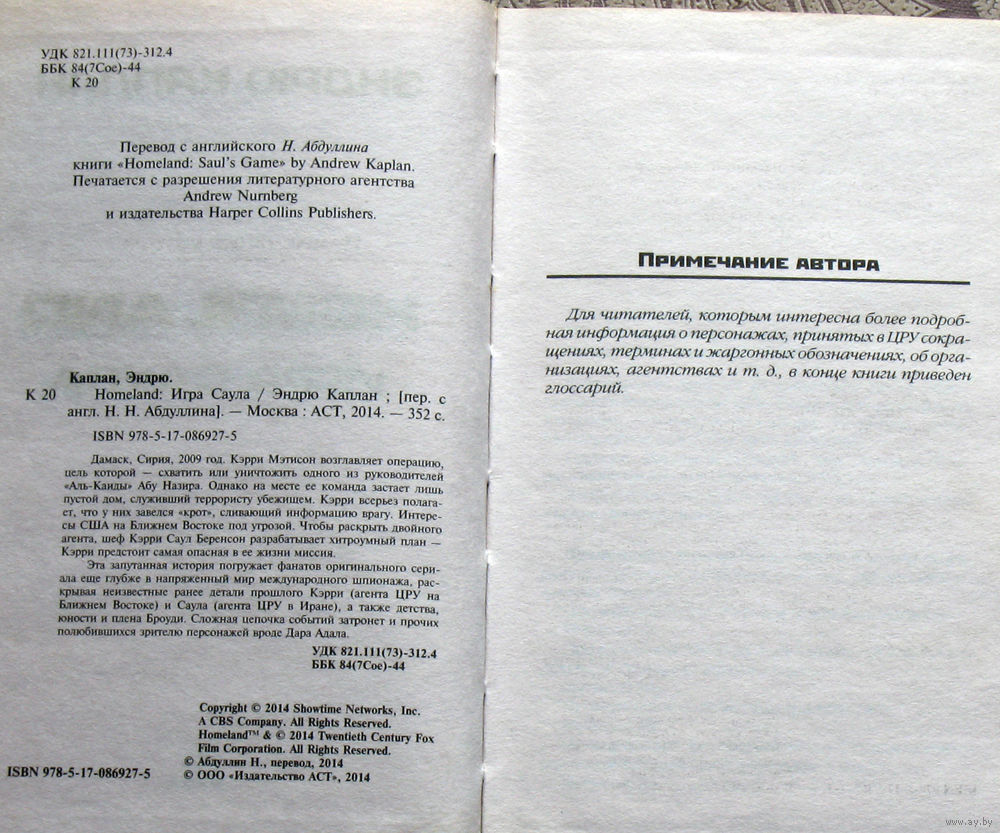 УДК 821.111(73)-312.4
ББК 84(7Сое)-44
К 20
Перевод с английского Н. Абдуллина
книги «Homeland: Saul's Game» by Andrew Kaplan.
Печатается с разрешения литературного агентства
Andrew Nurnberg
и издательства Harper Collins Publishers.
Каплан, Эндрю.
К 20 Homeland: Игра Саула / Эндрю Каплан ; [пер. с
англ. Н. Н. Абдуллина]. — Москва : АСТ, 2014. — 352 с.
ISBN 978-5-17-086927-5
Дамаск, Сирия, 2009 год. Кэрри Мэтисон возглавляет операцию,
цель которой — схватить или уничтожить одного из руководителей
«Аль-Каиды» Абу Назира. Однако на месте ее команда застает лишь
пустой дом, служивший террористу убежищем. Кэрри всерьез полага-
ет, что у них завелся «крот», сливающий информацию врагу. Интере-
сы США на Ближнем Востоке под угрозой. Чтобы раскрыть двойного
агента, шеф Кэрри Саул Беренсон разрабатывает хитроумный план —
Кэрри предстоит самая опасная в ее жизни миссия.
Эта запутанная история погружает фанатов оригинального сери-
ала еще глубже в напряженный мир международного шпионажа, рас-
крывая неизвестные ранее детали прошлого Кэрри (агента ЦРУ на
Ближнем Востоке) и Саула (агента ЦРУ в Иране), а также детства,
юности и плена Броуди. Сложная цепочка событий затронет и прочих
полюбившихся зрителю персонажей вроде Дара Адала.
УДК 821.111(73)-312.4
ББК 84(7Сое)-44
Copyright © 2014 Showtime Networks, Inc.
A CBS Company. All Rights Reserved.
Homeland™ & © 2014 Twentieth Century Fox
Film Corporation. All Rights Reserved.
© Абдуллин Н., перевод, 2014
ISBN 978-5-17-086927-5 © ООО «Издательство АСТ», 2014
Примечание автора
Для читателей, которым интересна более подроб-
ная информация о персонажах, принятых в ЦРУ сокра-
щениях, терминах и жаргонных обозначениях, об орга-
низациях, агентствах и т. д., в конце книги приведен
глоссарий.
www.ay.by